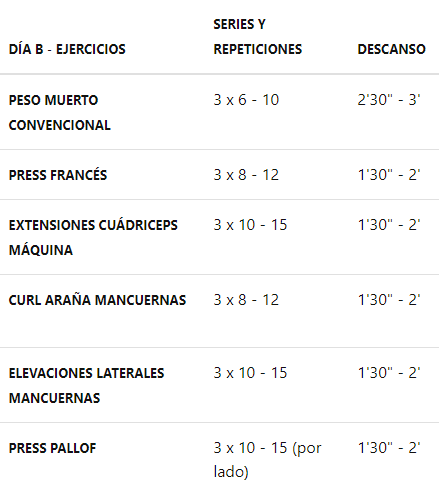 DÍA B - EJERCICIOS SERIES Y REPETICIONES DESCANSO
PESO MUERTO CONVENCIONAL 3 x 6 - 10 2'30" - 3'
PRESS FRANCÉS 3 x 8 - 12 1'30" - 2'
EXTENSIONES CUÁDRICEPS MÁQUINA 3 x 10 - 15 1'30" - 2'
CURL ARAÑA MANCUERNAS 3 x 8 - 12 1'30" - 2'
ELEVACIONES LATERALES MANCUERNAS 3 x 10 - 15 1'30" - 2'
PRESS PALLOF 3 x 10 - 15 (por lado) 1'30" - 2'